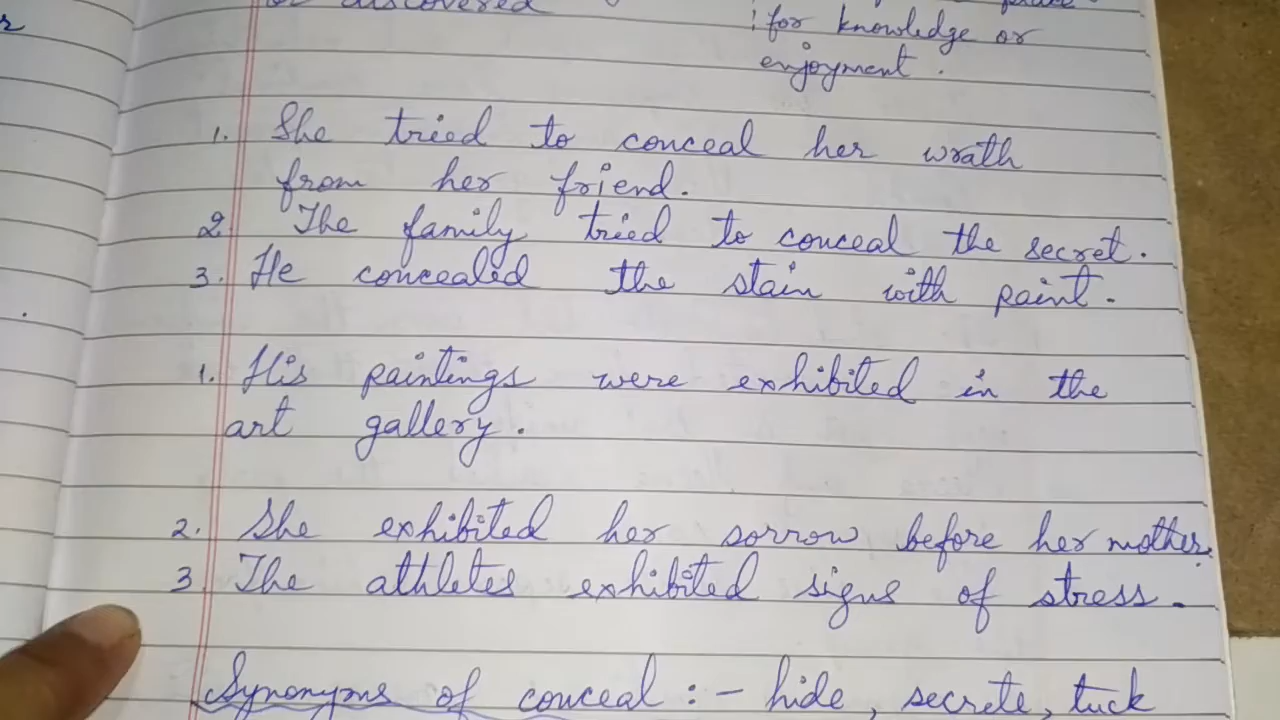 or discovered
for knowledge or
enjoyment.
1. She tried to conceal her wrath
from her friend.
2. The family tried to conceal the secret.
3. He concealed the stain with paint.
1. His paintings were exhibited in the
art gallery.
2. She exhibited her sorrow before her mother.
3 The athletes exhibited signs of stress.
Synonyms of conceal :- hide, secrete, tuck